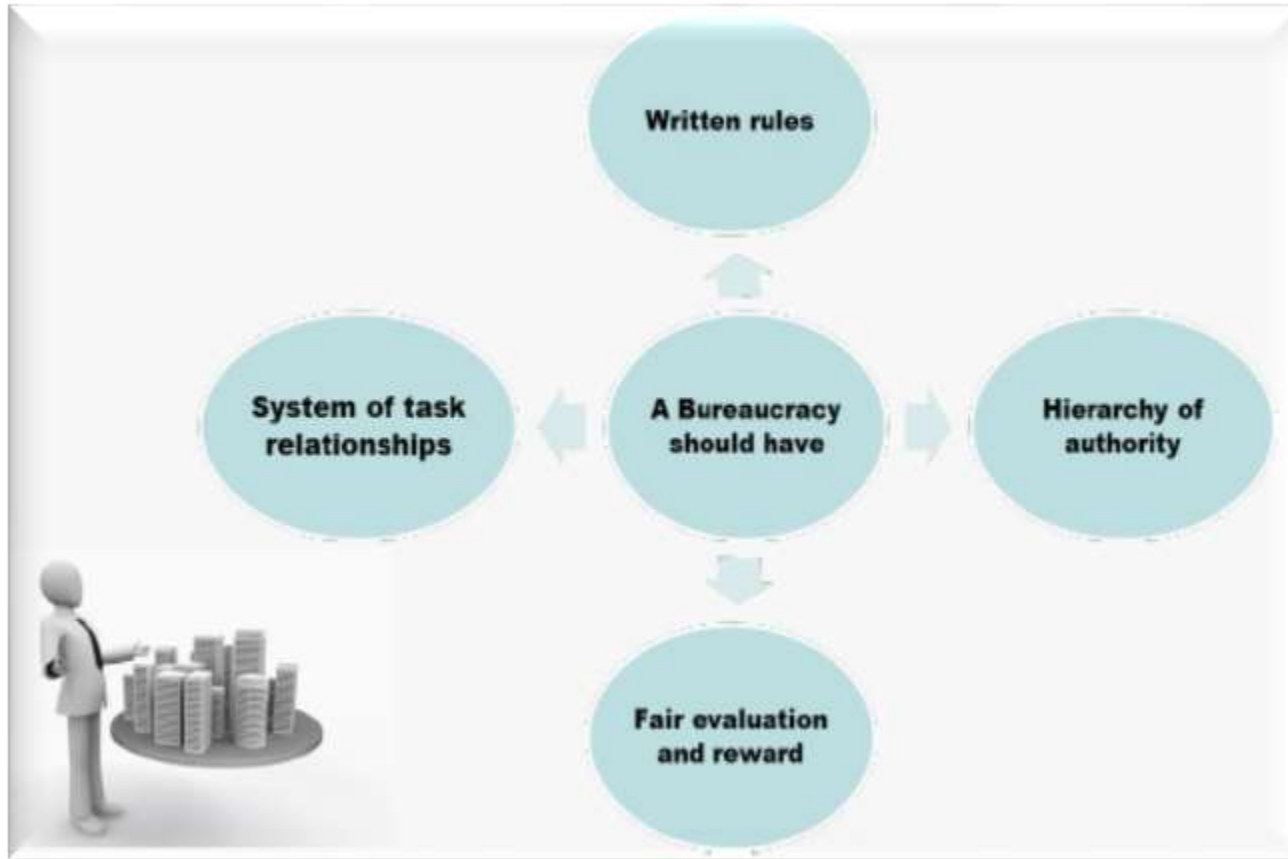 Written rules
System of task
relationships
A Bureaucracy
should have
Hierarchy of
authority
Fair evaluation
and reward